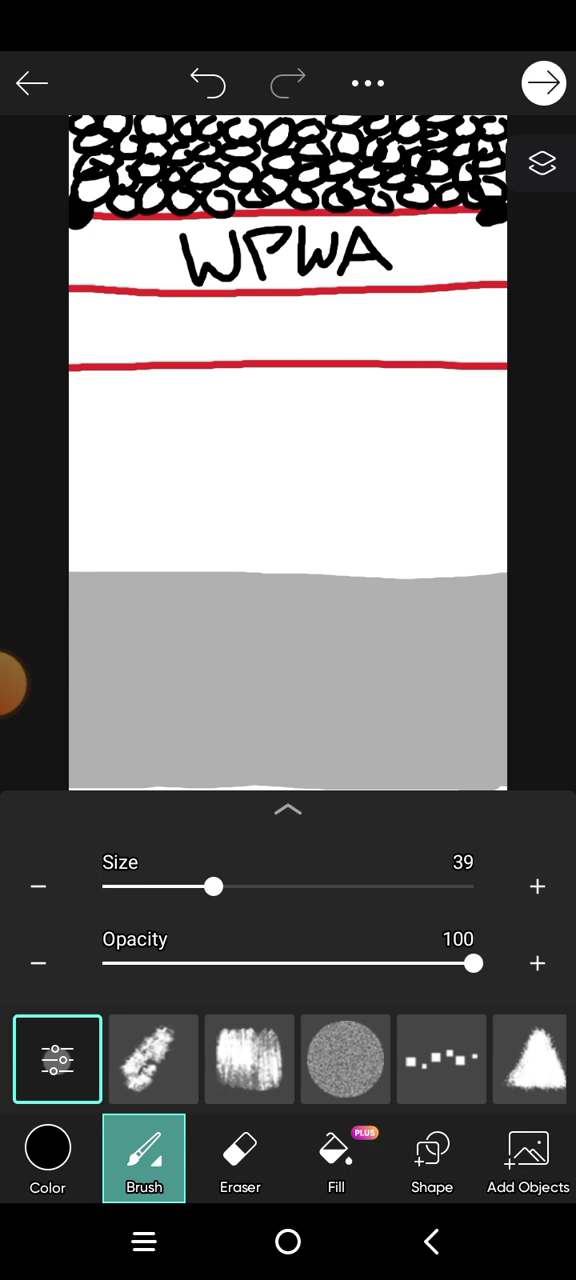 WPWA
Size 39
Opacity 100
PLUS
Color Brush Eraser Fill Shape Add Objects